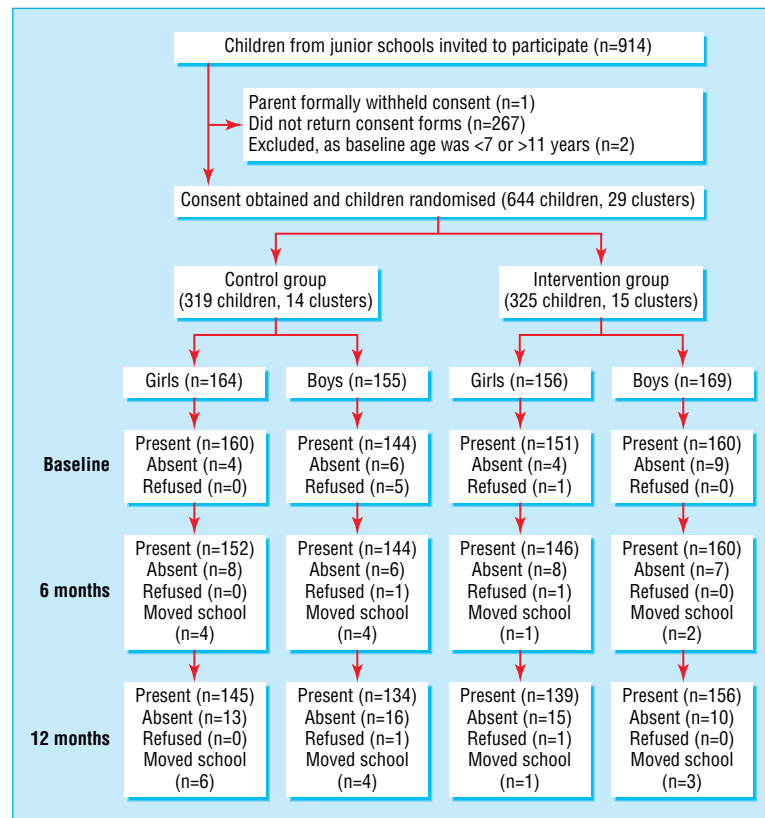 Children from junior schools invited to participate (n=914)
Parent formally withheld consent (n=1)
Did not return consent forms (n=267)
Excluded, as baseline age was <7 or >11 years (n=2)
Consent obtained and children randomised (644 children, 29 clusters)
Control group
(319 children, 14 clusters)
Intervention group
(325 children, 15 clusters)
Girls (n=164)
Boys (n=155)
Girls (n=156)
Boys (n=169)
Baseline
Present (n=160)
Absent (n=4)
Refused (n=0)
Present (n=144)
Absent (n=6)
Refused (n=5)
Present (n=151)
Absent (n=4)
Refused (n=1)
Present (n=160)
Absent (n=9)
Refused (n=0)
6 months
Present (n=152)
Absent (n=8)
Refused (n=0)
Moved school
(n=4)
Present (n=144)
Absent (n=6)
Refused (n=1)
Moved school
(n=4)
Present (n=146)
Absent (n=8)
Refused (n=1)
Moved school
(n=1)
Present (n=160)
Absent (n=7)
Refused (n=0)
Moved school
(n=2)
12 months
Present (n=145)
Absent (n=13)
Refused (n=0)
Moved school
(n=6)
Present (n=134)
Absent (n=16)
Refused (n=1)
Moved school
(n=4)
Present (n=139)
Absent (n=15)
Refused (n=1)
Moved school
(n=1)
Present (n=156)
Absent (n=10)
Refused (n=0)
Moved school
(n=3)